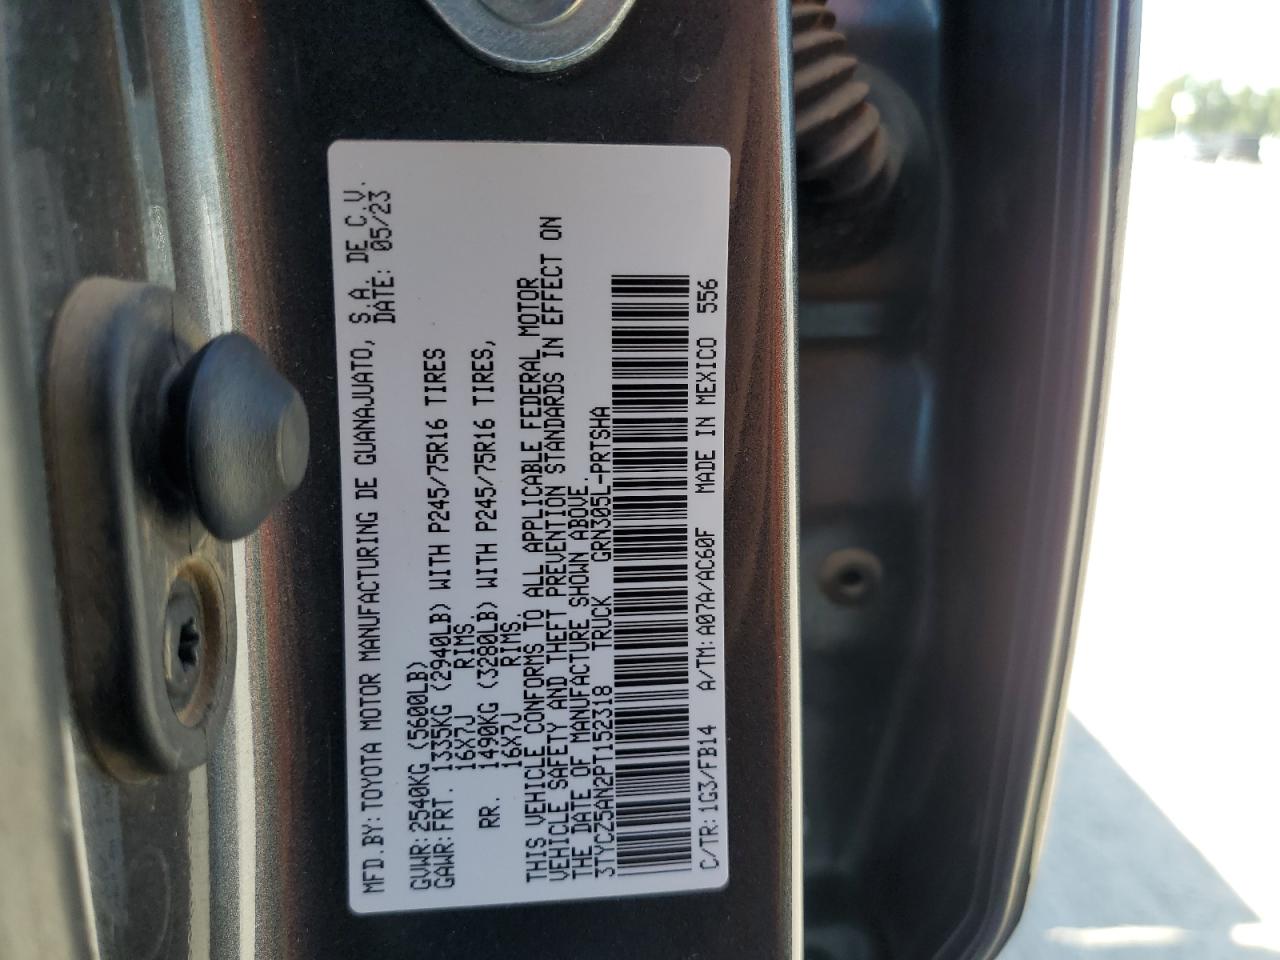 MFD.BY:TOYOTA MOTOR MANUFACTURING DE GUANAJUATO, S.A. DE C.V.
DATE: 05/23
GVWR:2540KG (5600LB)
GAWR:FRT. 1335KG (2940LB) WITH P245/75R16 TIRES
16X7J RIMS.
RR. 1490KG (3280LB) WITH P245/75R16 TIRES,
16X7J RIMS.
THIS VEHICLE CONFORMS TO ALL APPLICABLE FEDERAL MOTOR
VEHICLE SAFETY AND THEFT PREVENTION STANDARDS IN EFFECT ON
THE DATE OF MANUFACTURE SHOWN ABOVE.
3TYCZ5AN2PT152318 TRUCK GRN305L-PRTSHA
C/TR:1G3/FB14 A/TM:A07A/AC60F MADE IN MEXICO 556